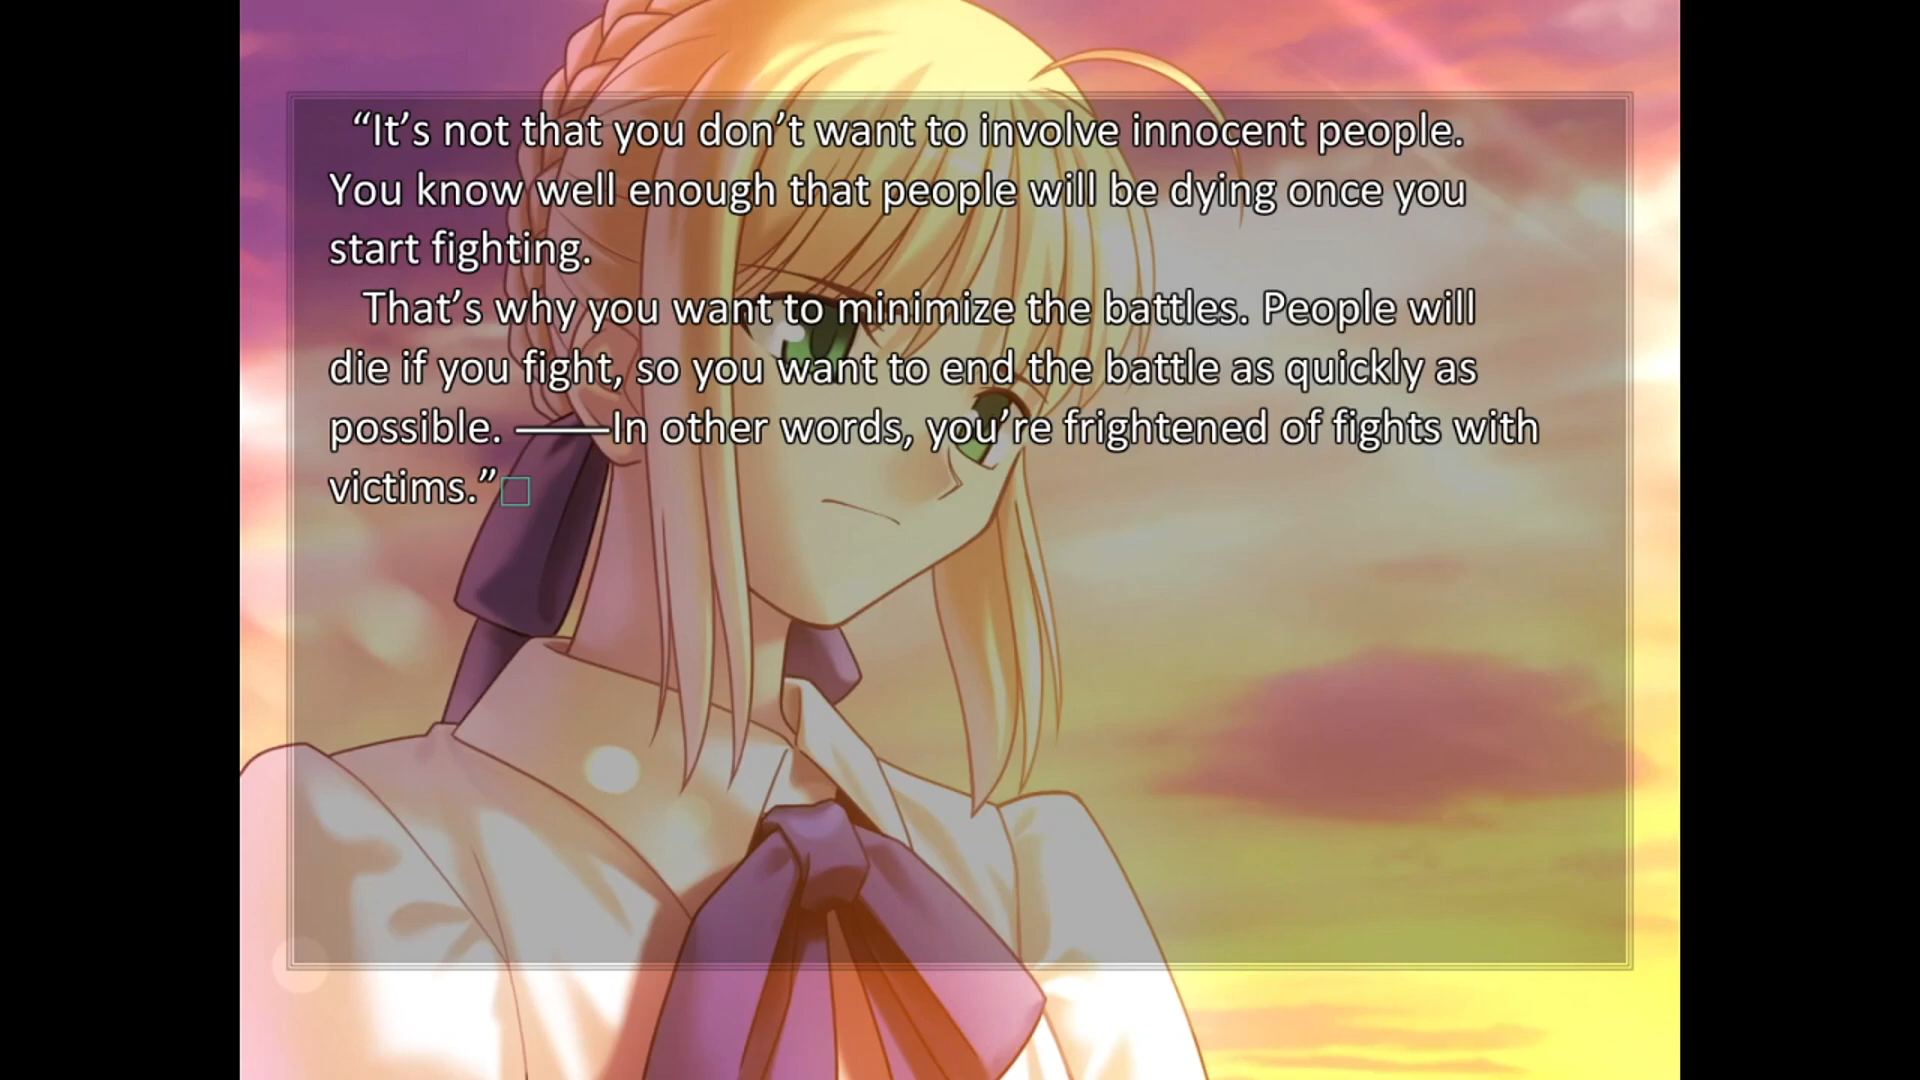 “It’s not that you don’t want to involve innocent people.
You know well enough that people will be dying once you
start fighting.
That’s why you want to minimize the battles. People will
die if you fight, so you want to end the battle as quickly as
possible. ───In other words, you’re frightened of fights with
victims.”